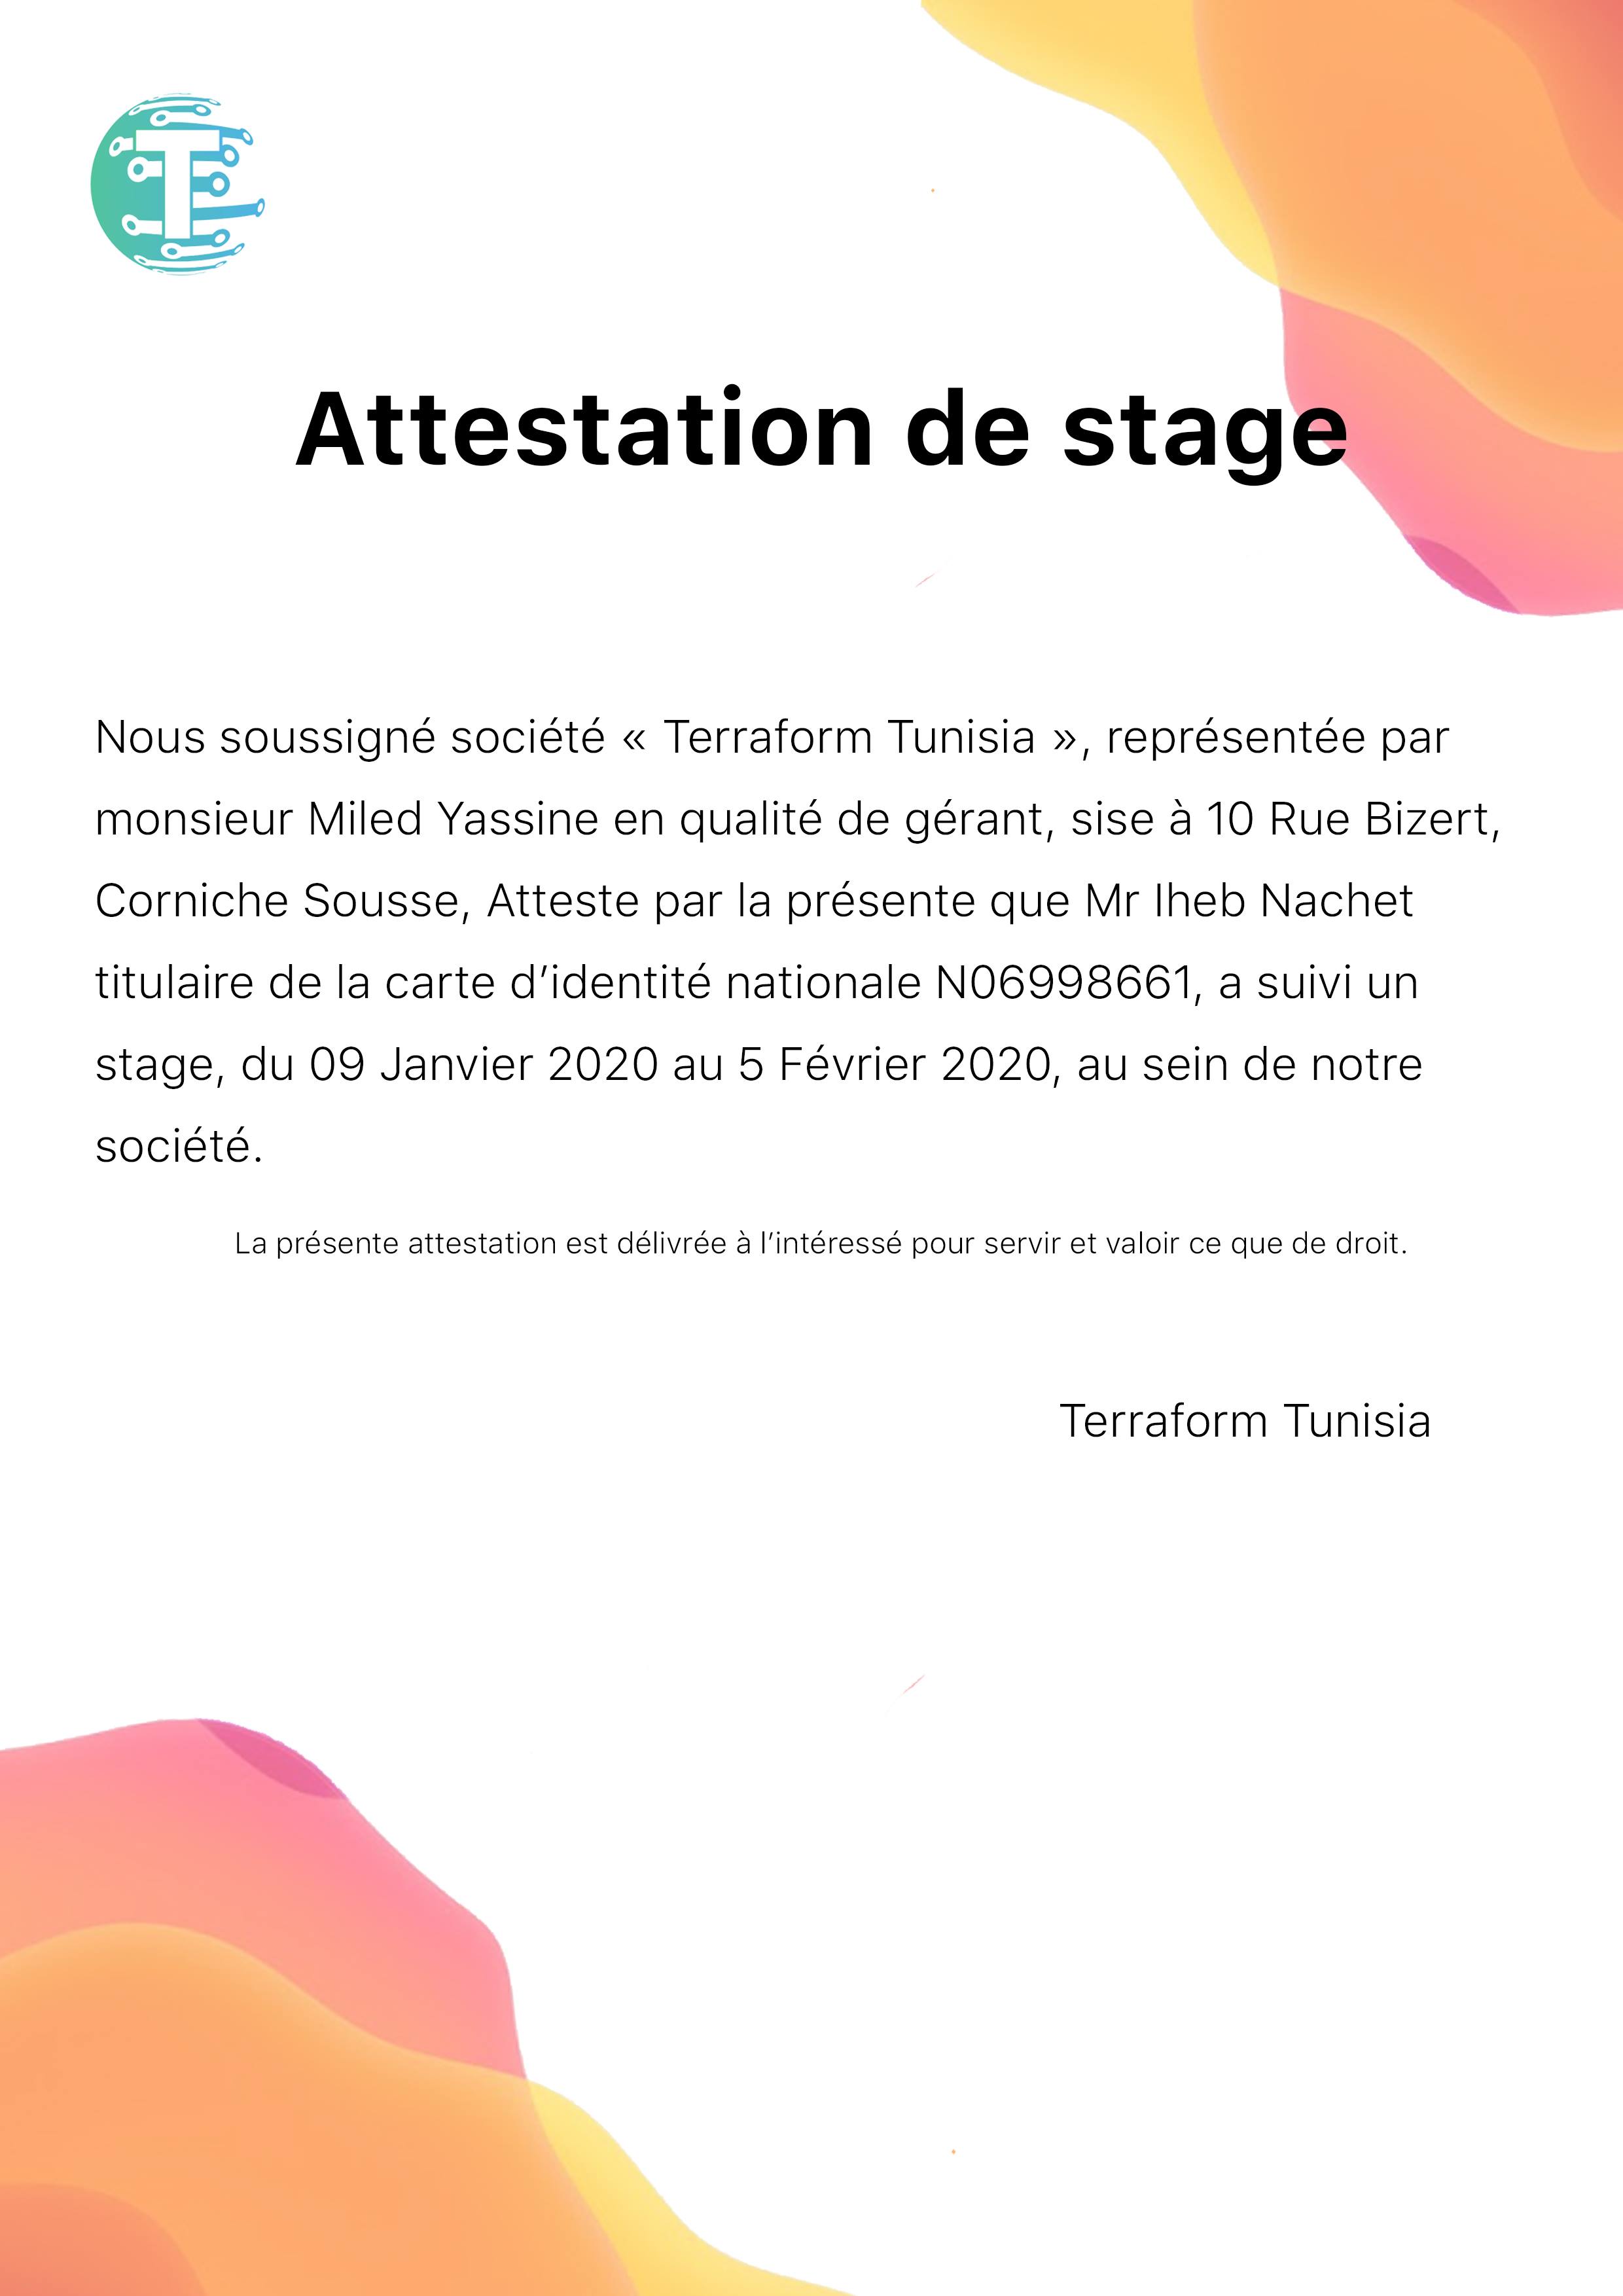 T
Attestation de stage
Nous soussigné société « Terraform Tunisia », représentée par
monsieur Miled Yassine en qualité de gérant, sise à 10 Rue Bizert,
Corniche Sousse, Atteste par la présente que Mr Iheb Nachet
titulaire de la carte d’identité nationale N06998661, a suivi un
stage, du 09 Janvier 2020 au 5 Février 2020, au sein de notre
société.
La présente attestation est délivrée à l’intéressé pour servir et valoir ce que de droit.
Terraform Tunisia